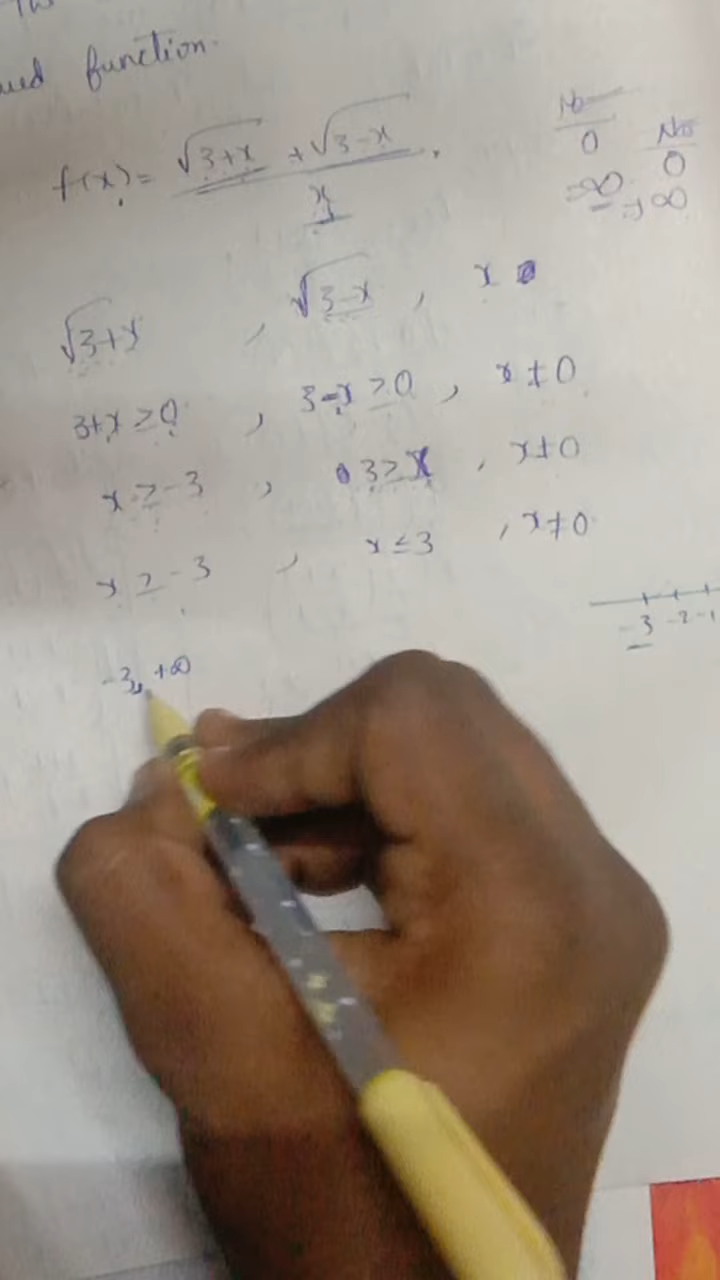 function.
f(x) = √3+x + √3-x / x . No/0 No/0
-∞, ∞
√3+x , √3-x , x
3+x ≥ 0 , 3-x ≥ 0 , x ≠ 0
x ≥ -3 , 3 ≥ x , x ≠ 0
x ≥ -3 , x ≤ 3 , x ≠ 0
-3 -2 -1
-3, +∞